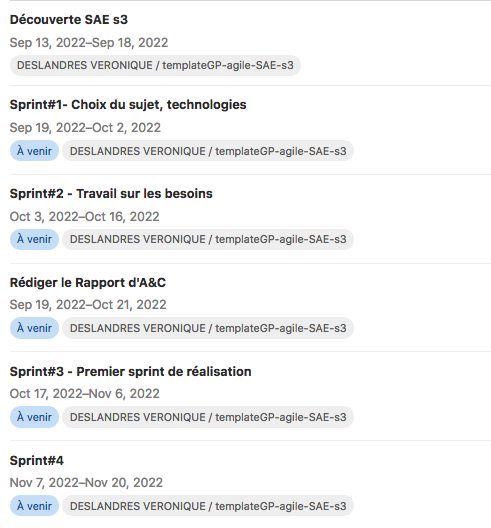 Découverte SAE s3
Sep 13, 2022–Sep 18, 2022
DESLANDRES VERONIQUE / templateGP-agile-SAE-s3
Sprint#1- Choix du sujet, technologies
Sep 19, 2022–Oct 2, 2022
À venir DESLANDRES VERONIQUE / templateGP-agile-SAE-s3
Sprint#2 - Travail sur les besoins
Oct 3, 2022–Oct 16, 2022
À venir DESLANDRES VERONIQUE / templateGP-agile-SAE-s3
Rédiger le Rapport d'A&C
Sep 19, 2022–Oct 21, 2022
À venir DESLANDRES VERONIQUE / templateGP-agile-SAE-s3
Sprint#3 - Premier sprint de réalisation
Oct 17, 2022–Nov 6, 2022
À venir DESLANDRES VERONIQUE / templateGP-agile-SAE-s3
Sprint#4
Nov 7, 2022–Nov 20, 2022
À venir DESLANDRES VERONIQUE / templateGP-agile-SAE-s3